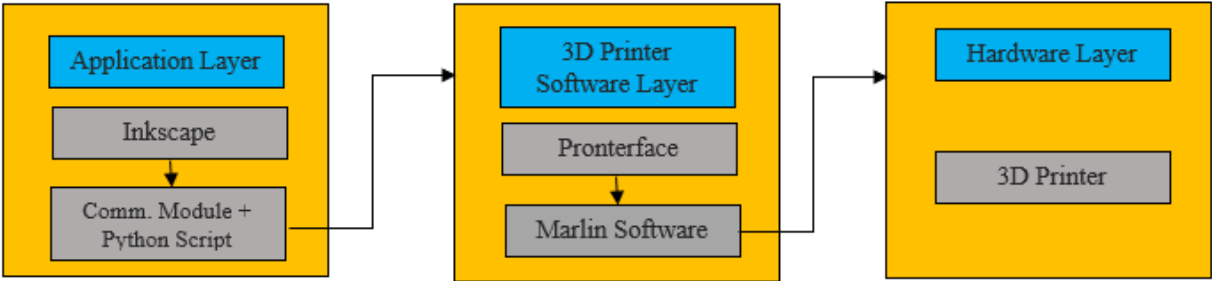 Application Layer
Inkscape
Comm. Module +
Python Script
3D Printer
Software Layer
Pronterface
Marlin Software
Hardware Layer
3D Printer